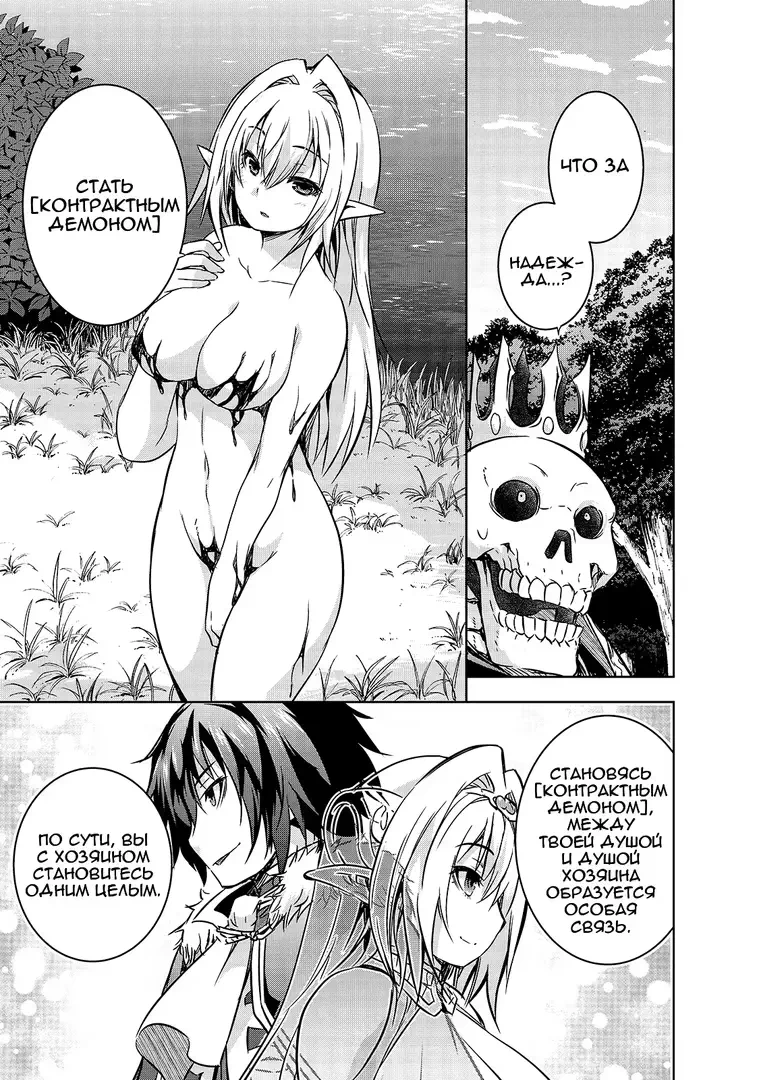 ЧТО ЗА
НАДЕЖ-
ДА...?
СТАТЬ
[КОНТРАКТНЫМ
ДЕМОНОМ]
СТАНОВЯСЬ
[КОНТРАКТНЫМ
ДЕМОНОМ],
МЕЖДУ
ТВОЕЙ ДУШОЙ
И ДУШОЙ
ХОЗЯИНА
ОБРАЗУЕТСЯ
ОСОБАЯ
СВЯЗЬ.
ПО СУТИ, ВЫ
С ХОЗЯИНОМ
СТАНОВИТЕСЬ
ОДНИМ ЦЕЛЫМ.